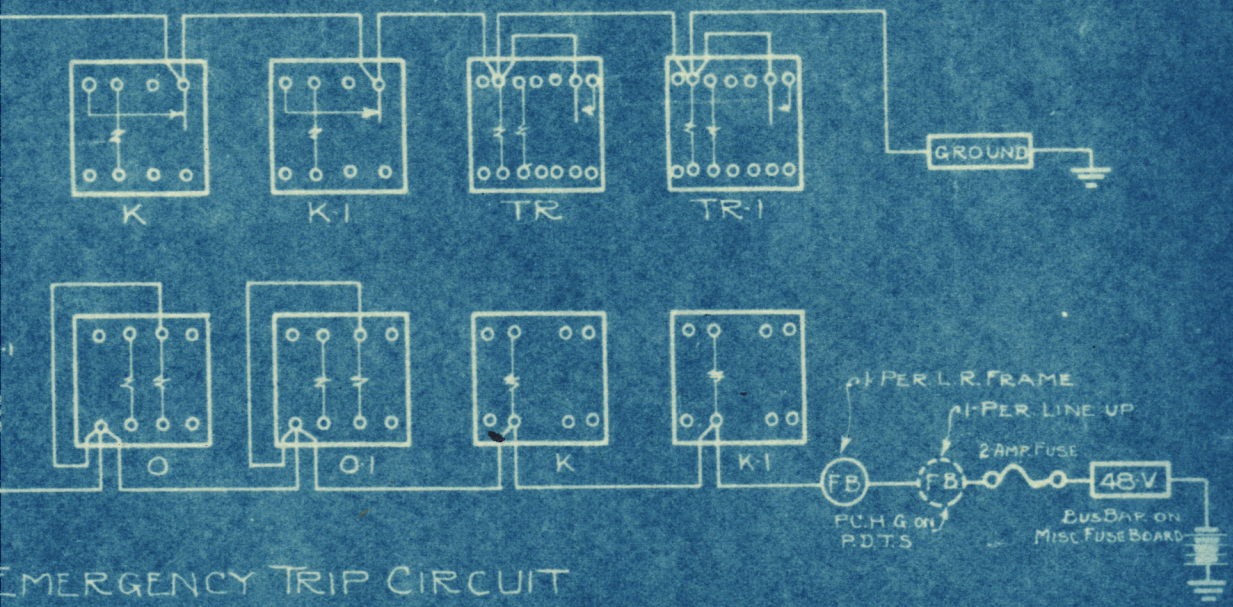 GROUND
K
K·1
TR
TR-1
1-PER L.R. FRAME
1-PER LINE UP
2-AMP. FUSE
FB
FB
48·V
O
O·1
K
K·1
P.C.H.G. ON
P.D.T.S
BUS BAR ON
MISC. FUSE BOARD
EMERGENCY TRIP CIRCUIT